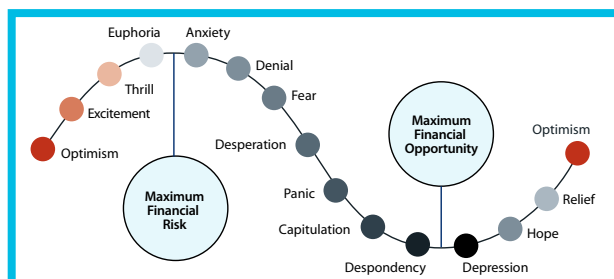 Euphoria
Anxiety
Thrill
Denial
Excitement
Fear
Optimism
Desperation
Maximum
Financial
Risk
Panic
Capitulation
Despondency
Maximum
Financial
Opportunity
Depression
Hope
Relief
Optimism